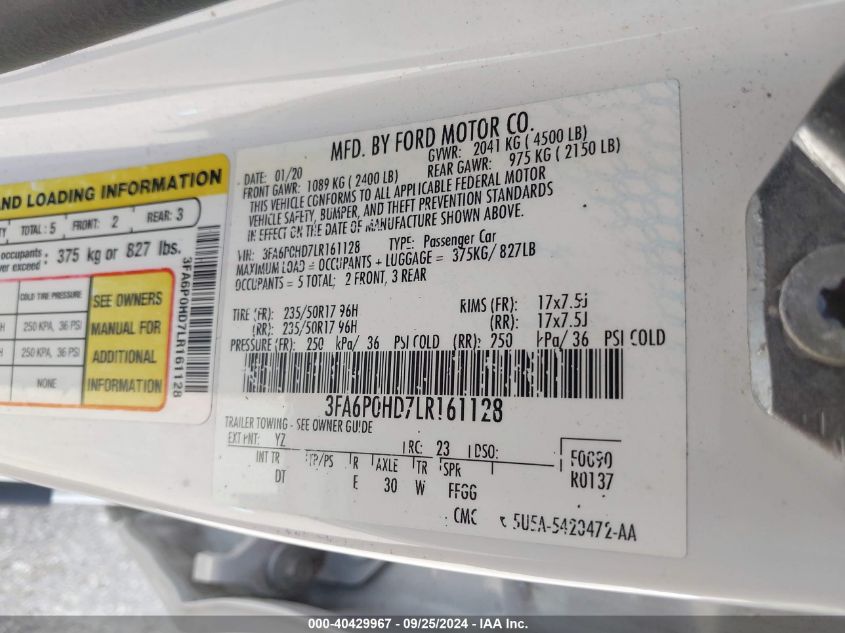 AND LOADING INFORMATION
TOTAL: 5 FRONT: 2 REAR: 3
occupants
exceed : 375 kg or 827 lbs.
COLD TIRE PRESSURE
250 KPA, 36 PSI
250 KPA, 36 PSI
NONE
SEE OWNERS
MANUAL FOR
ADDITIONAL
INFORMATION
3FA6P0HD7LR161128
MFD. BY FORD MOTOR CO.
DATE: 01/20 GVWR: 2041 KG ( 4500 LB)
FRONT GAWR: 1089 KG ( 2400 LB) REAR GAWR: 975 KG ( 2150 LB)
THIS VEHICLE CONFORMS TO ALL APPLICABLE FEDERAL MOTOR
VEHICLE SAFETY, BUMPER, AND THEFT PREVENTION STANDARDS
IN EFFECT ON THE DATE OF MANUFACTURE SHOWN ABOVE.
VIN: 3FA6P0HD7LR161128 TYPE: Passenger Car
MAXIMUM LOAD = OCCUPANTS + LUGGAGE = 375KG/ 827LB
OCCUPANTS = 5 TOTAL; 2 FRONT, 3 REAR
TIRE (FR): 235/50R17 96H RIMS (FR): 17x7.5J
(RR): 235/50R17 96H (RR): 17x7.5J
PRESSURE (FR): 250 kPa/ 36 PSI COLD (RR): 250 kPa/ 36 PSI COLD
3FA6P0HD7LR161128
TRAILER TOWING - SEE OWNER GUIDE
EXT PNT: YZ RC: 23 DSO:
INT TR TP/PS R AXLE TR SPR
DT E 30 W FFGG
R0137
CMC 5U5A-5420472-AA
000-40429967 - 09/25/2024 - IAA, Inc.